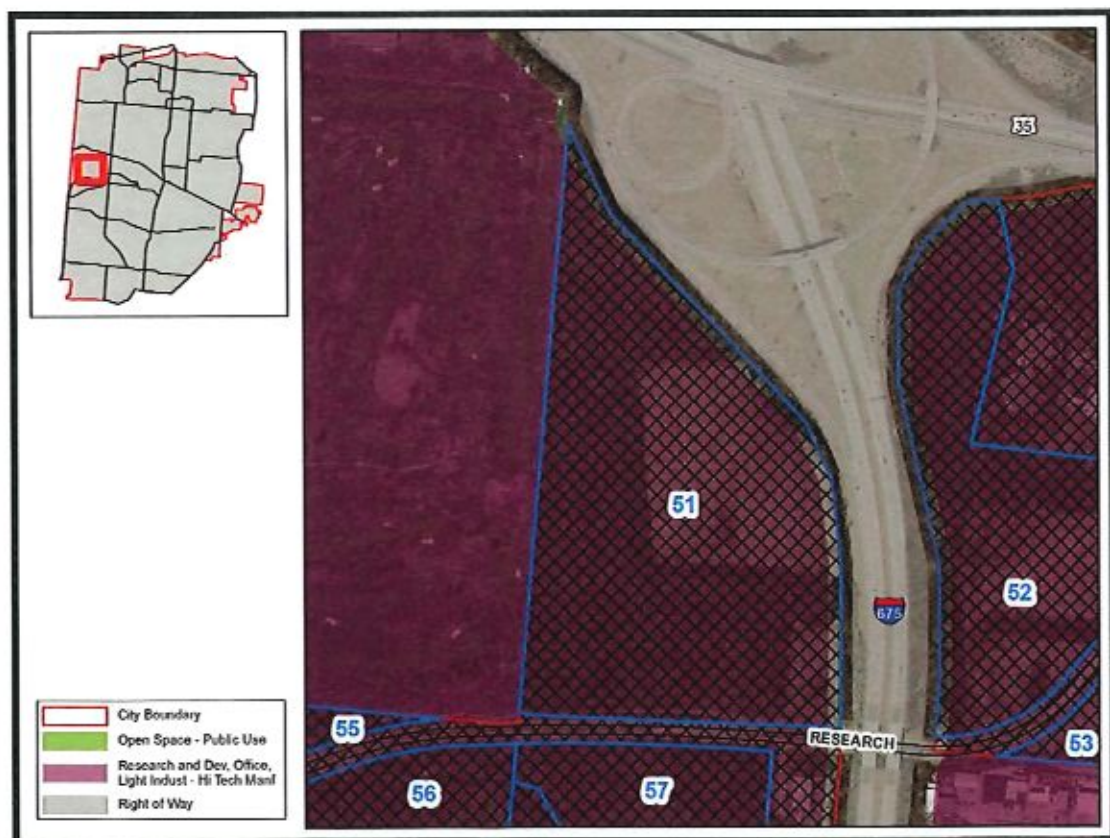 35
51
52
675
RESEARCH
55
53
56
57
City Boundary
Open Space - Public Use
Research and Dev, Office,
Light Indust - Hi Tech Manf
Right of Way